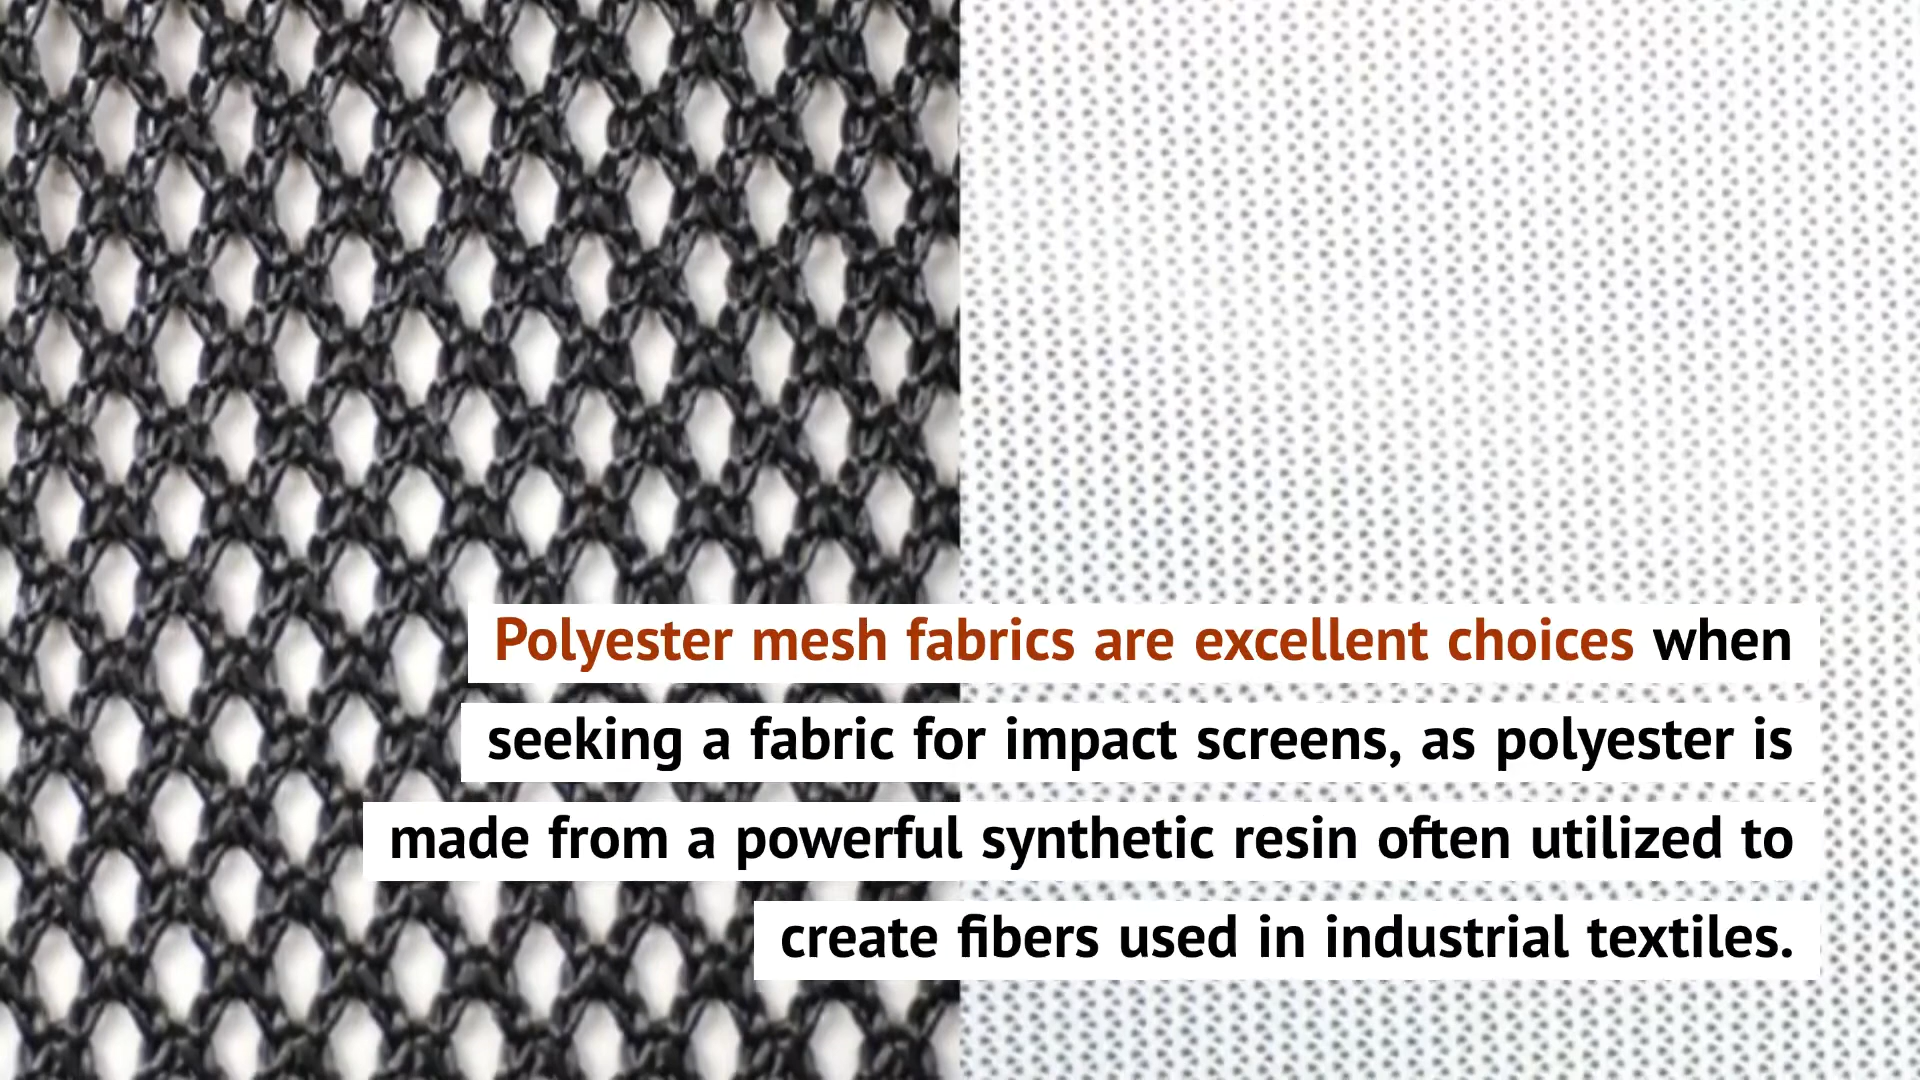 Polyester mesh fabrics are excellent choices when
seeking a fabric for impact screens, as polyester is
made from a powerful synthetic resin often utilized to
create fibers used in industrial textiles.